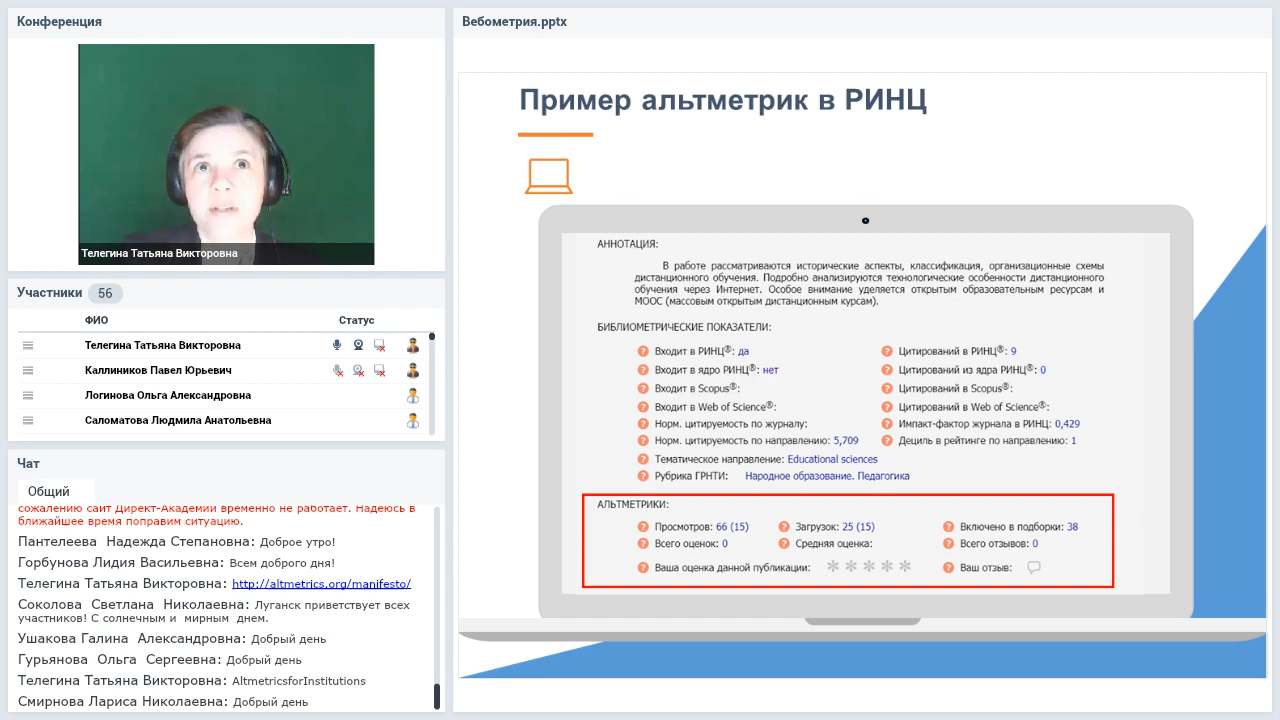 Конференция
Телегина Татьяна Викторовна
Участники 56
ФИО Статус
Телегина Татьяна Викторовна
Каллиников Павел Юрьевич
Логинова Ольга Александровна
Саломатова Людмила Анатольевна
Чат
Общий
сожалению сайт Директ-Академии временно не работает. Надеюсь в
ближайшее время поправим ситуацию.
Пантелеева Надежда Степановна: Доброе утро!
Горбунова Лидия Васильевна: Всем доброго дня!
Телегина Татьяна Викторовна: http://altmetrics.org/manifesto/
Соколова Светлана Николаевна: Луганск приветствует всех
участников! С солнечным и мирным днем.
Ушакова Галина Александровна: Добрый день
Гурьянова Ольга Сергеевна: Добрый день
Телегина Татьяна Викторовна: AltmetricsforInstitutions
Смирнова Лариса Николаевна: Добрый день
Вебометрия.pptx
Пример альтметрик в РИНЦ
АННОТАЦИЯ:
В работе рассматриваются исторические аспекты, классификация, организационные схемы
дистанционного обучения. Подробно анализируются технологические особенности дистанционного
обучения через Интернет. Особое внимание уделяется открытым образовательным ресурсам и
МООС (массовым открытым дистанционным курсам).
БИБЛИОМЕТРИЧЕСКИЕ ПОКАЗАТЕЛИ:
? Входит в РИНЦ®: да ? Цитирований в РИНЦ®: 9
? Входит в ядро РИНЦ®: нет ? Цитирований из ядра РИНЦ®: 0
? Входит в Scopus®: ? Цитирований в Scopus®:
? Входит в Web of Science®: ? Цитирований в Web of Science®:
? Норм. цитируемость по журналу: ? Импакт-фактор журнала в РИНЦ: 0,429
? Норм. цитируемость по направлению: 5,709 ? Дециль в рейтинге по направлению: 1
? Тематическое направление: Educational sciences
? Рубрика ГРНТИ: Народное образование. Педагогика
АЛЬТМЕТРИКИ:
? Просмотров: 66 (15) ? Загрузок: 25 (15) ? Включено в подборки: 38
? Всего оценок: 0 ? Средняя оценка: ? Всего отзывов: 0
? Ваша оценка данной публикации: ? Ваш отзыв: